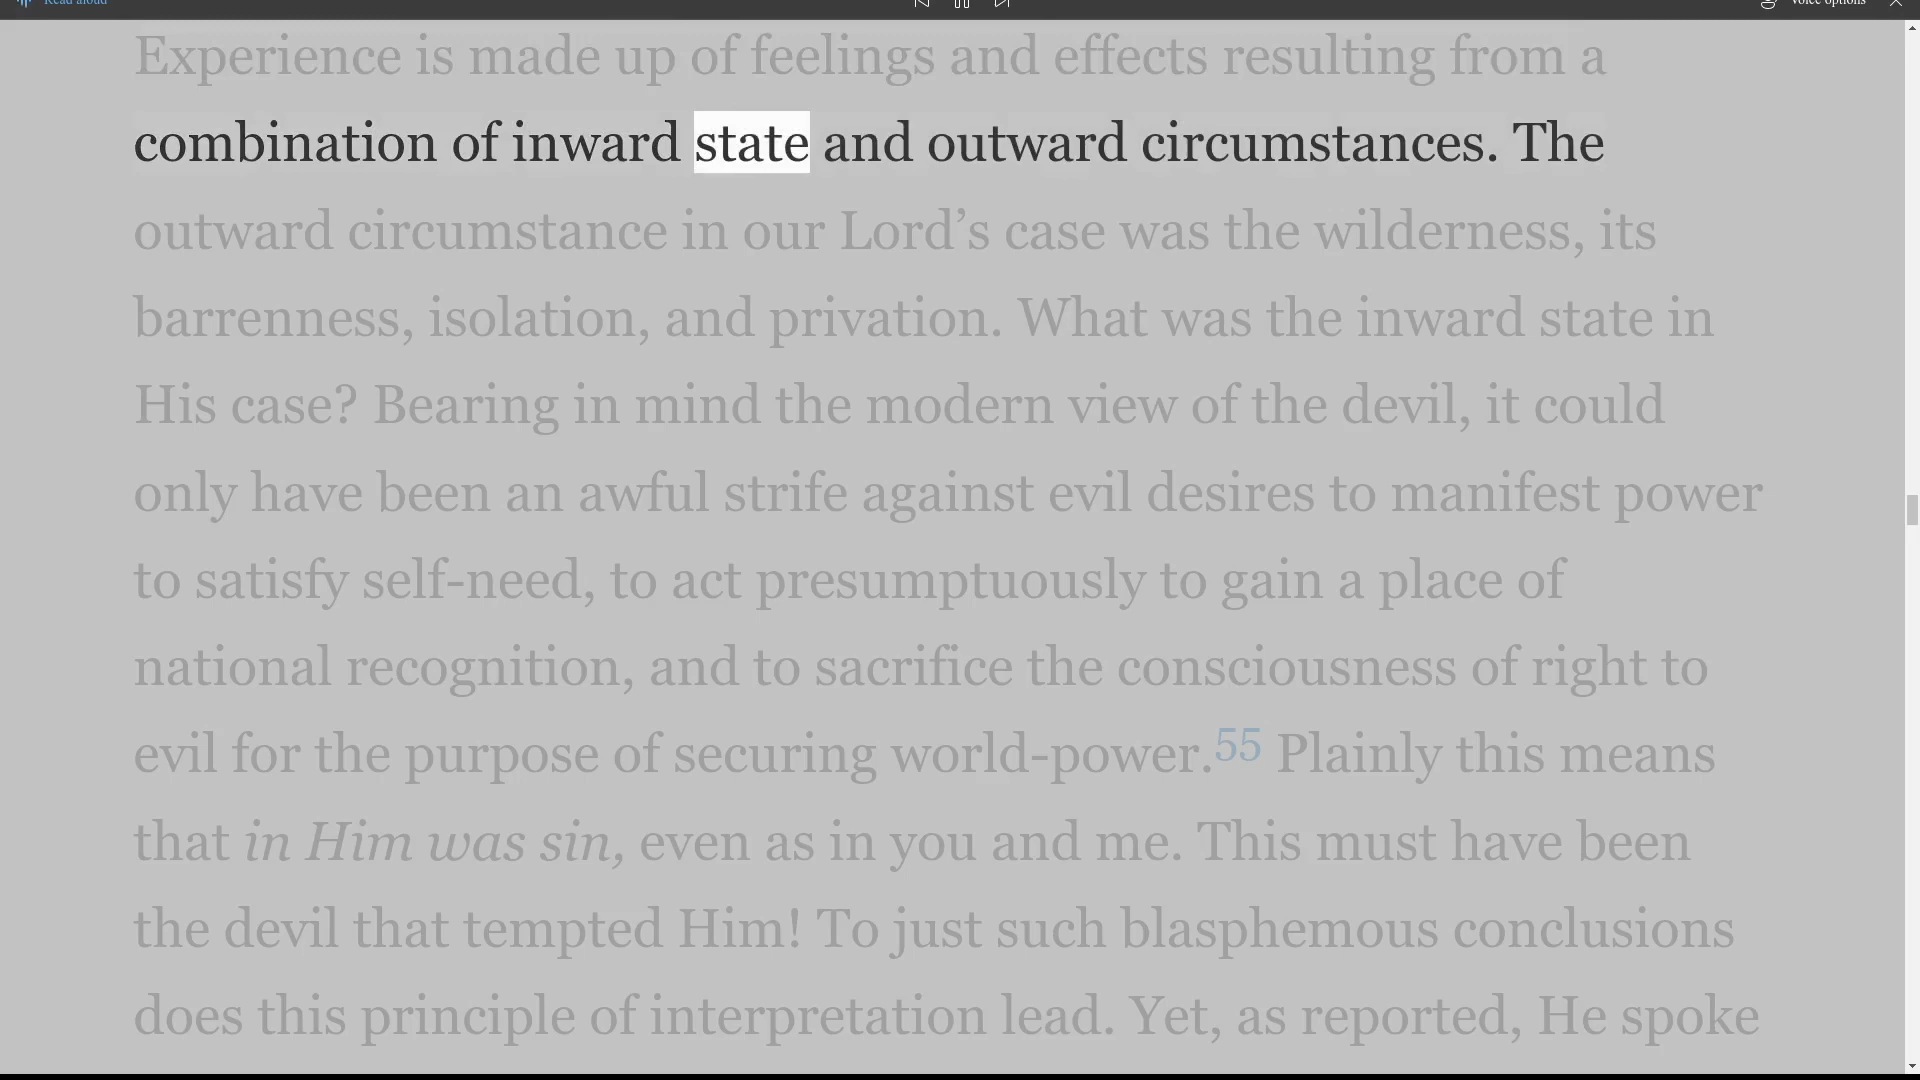 Read aloud
Voice options
Experience is made up of feelings and effects resulting from a
combination of inward state and outward circumstances. The
outward circumstance in our Lord’s case was the wilderness, its
barrenness, isolation, and privation. What was the inward state in
His case? Bearing in mind the modern view of the devil, it could
only have been an awful strife against evil desires to manifest power
to satisfy self-need, to act presumptuously to gain a place of
national recognition, and to sacrifice the consciousness of right to
evil for the purpose of securing world-power.55 Plainly this means
that in Him was sin, even as in you and me. This must have been
the devil that tempted Him! To just such blasphemous conclusions
does this principle of interpretation lead. Yet, as reported, He spoke